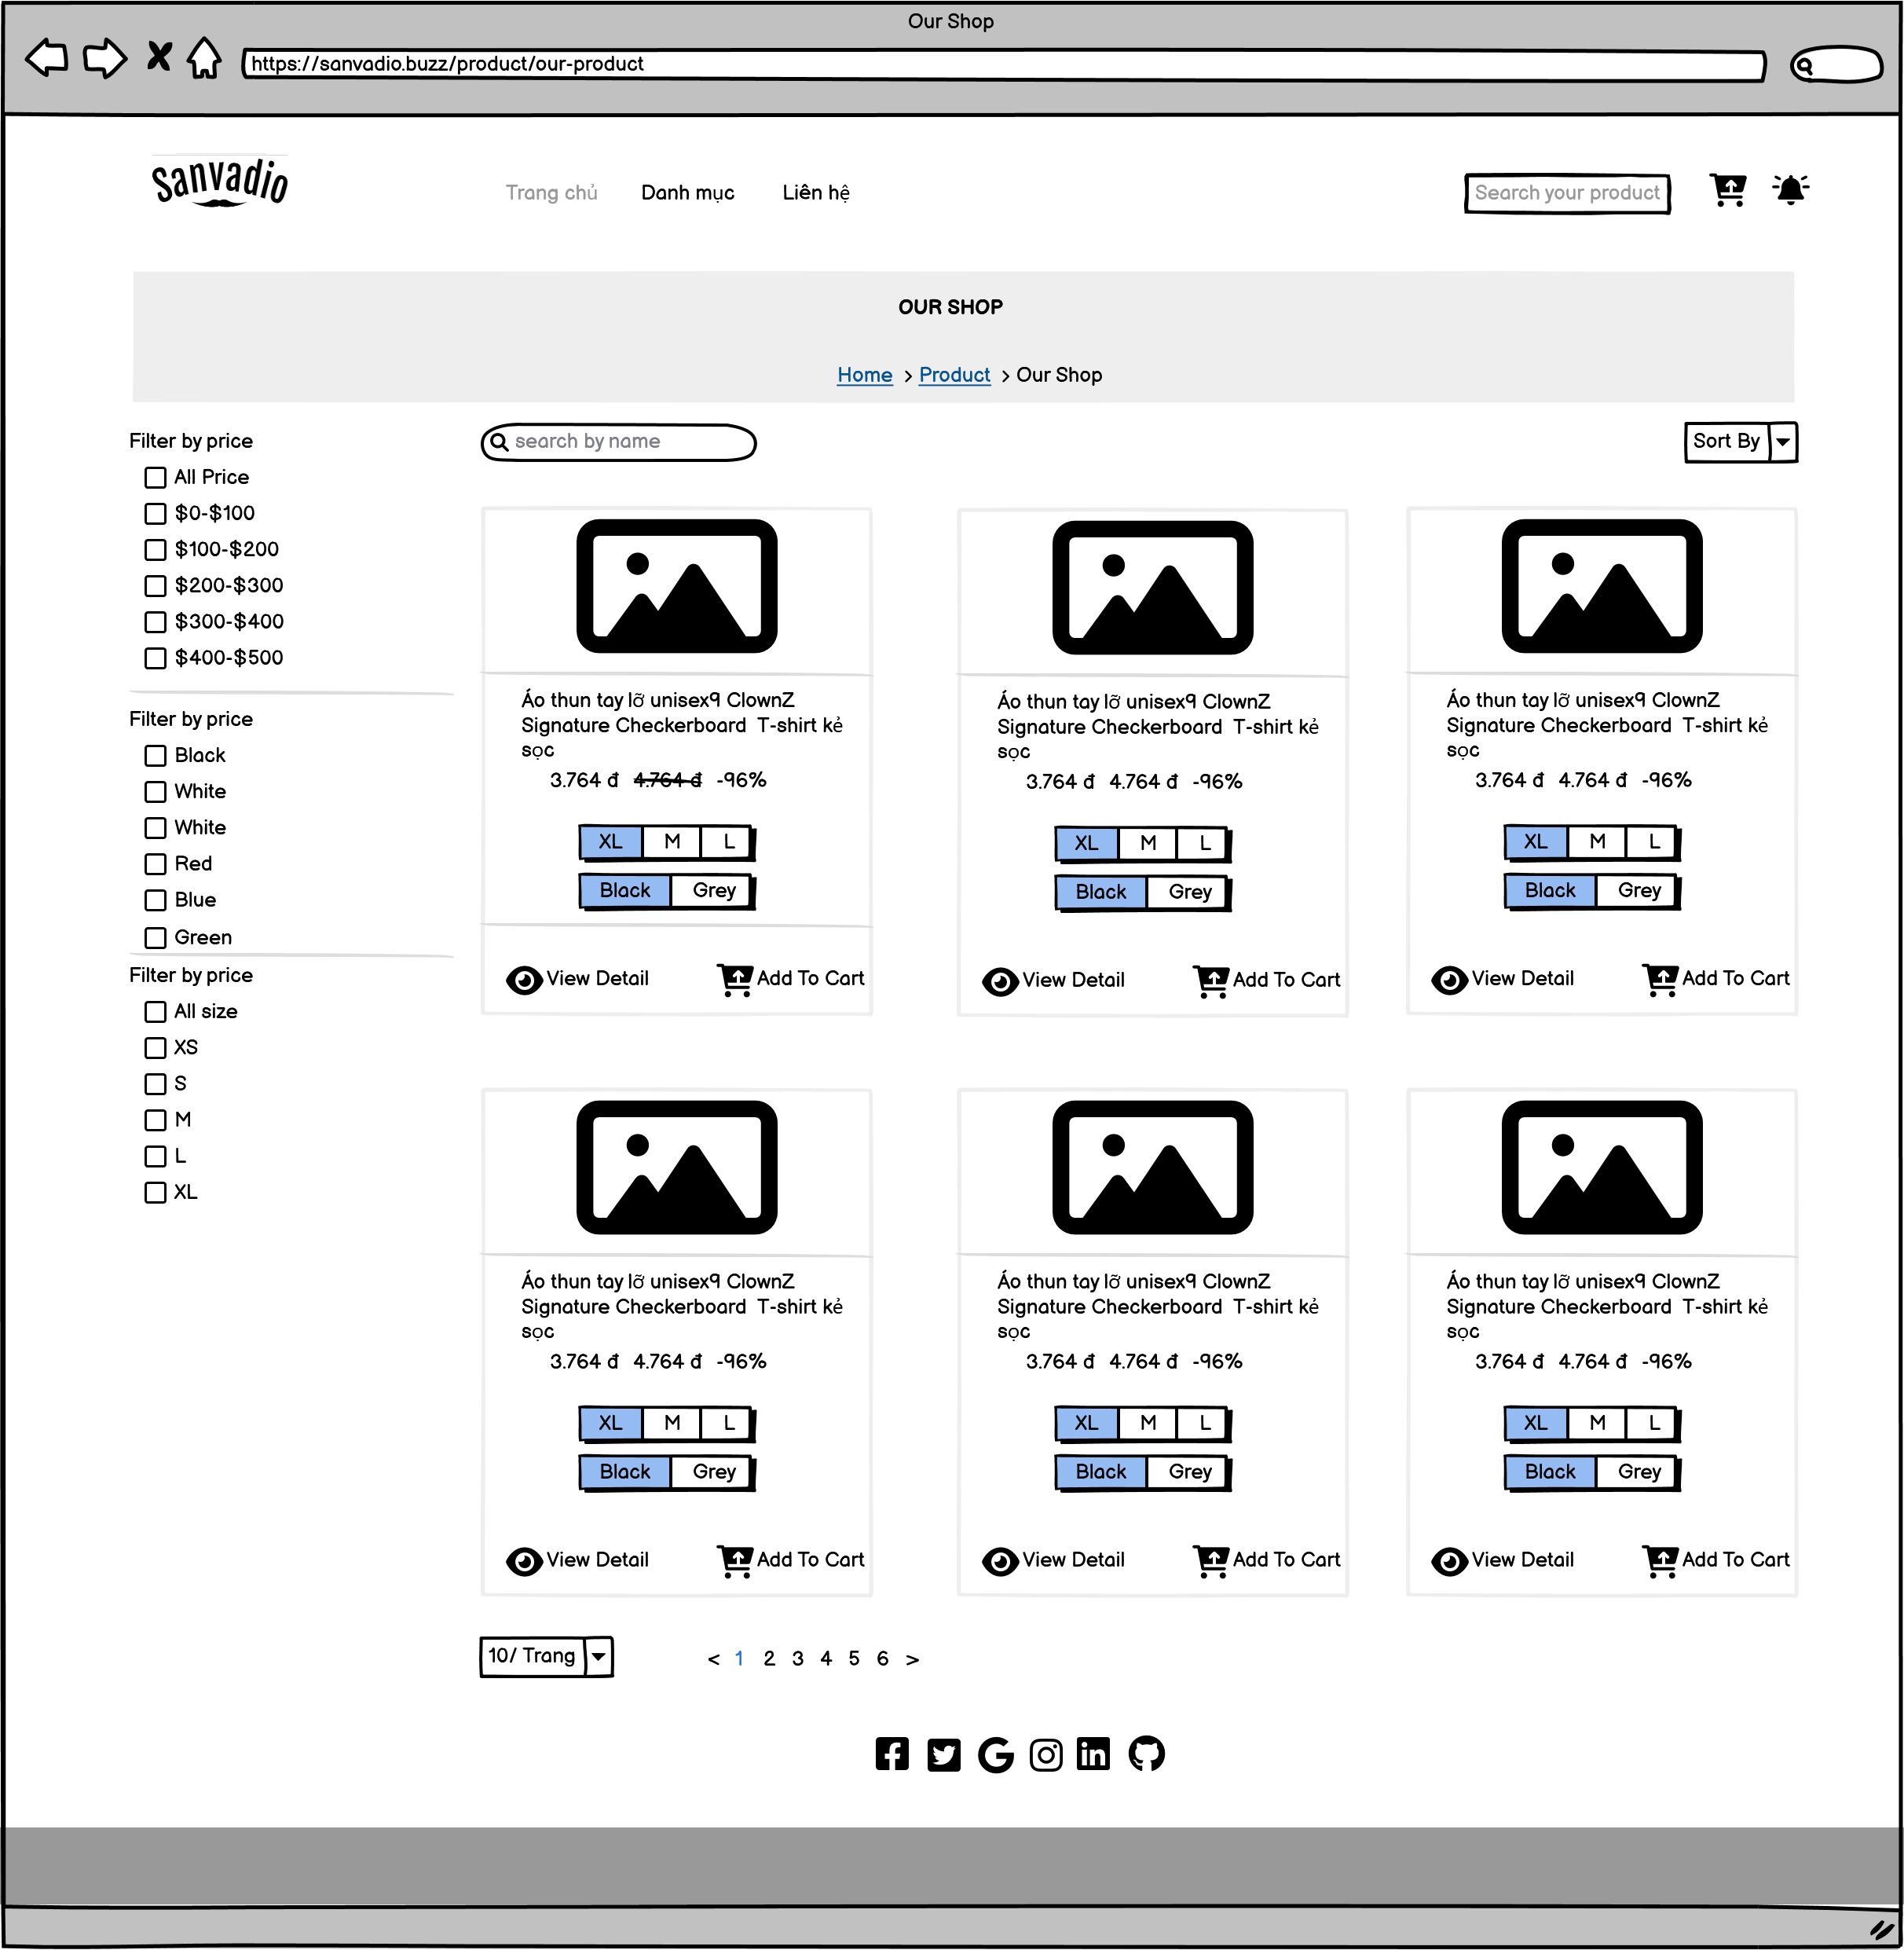 Our Shop
https://sanvadio.buzz/product/our-product
sanvadio
Trang chủ Danh mục Liên hệ
Search your product
OUR SHOP
Home > Product > Our Shop
Filter by price
All Price
$0-$100
$100-$200
$200-$300
$300-$400
$400-$500
Filter by price
Black
White
White
Red
Blue
Green
Filter by price
All size
XS
S
M
L
XL
search by name
Sort By
Áo thun tay lỡ unisex9 ClownZ
Signature Checkerboard T-shirt kẻ
sọc
3.764 đ 4.764 đ -96%
XL M L
Black Grey
View Detail Add To Cart
Áo thun tay lỡ unisex9 ClownZ
Signature Checkerboard T-shirt kẻ
sọc
3.764 đ 4.764 đ -96%
XL M L
Black Grey
View Detail Add To Cart
Áo thun tay lỡ unisex9 ClownZ
Signature Checkerboard T-shirt kẻ
sọc
3.764 đ 4.764 đ -96%
XL M L
Black Grey
View Detail Add To Cart
Áo thun tay lỡ unisex9 ClownZ
Signature Checkerboard T-shirt kẻ
sọc
3.764 đ 4.764 đ -96%
XL M L
Black Grey
View Detail Add To Cart
Áo thun tay lỡ unisex9 ClownZ
Signature Checkerboard T-shirt kẻ
sọc
3.764 đ 4.764 đ -96%
XL M L
Black Grey
View Detail Add To Cart
Áo thun tay lỡ unisex9 ClownZ
Signature Checkerboard T-shirt kẻ
sọc
3.764 đ 4.764 đ -96%
XL M L
Black Grey
View Detail Add To Cart
10/ Trang
< 1 2 3 4 5 6 >